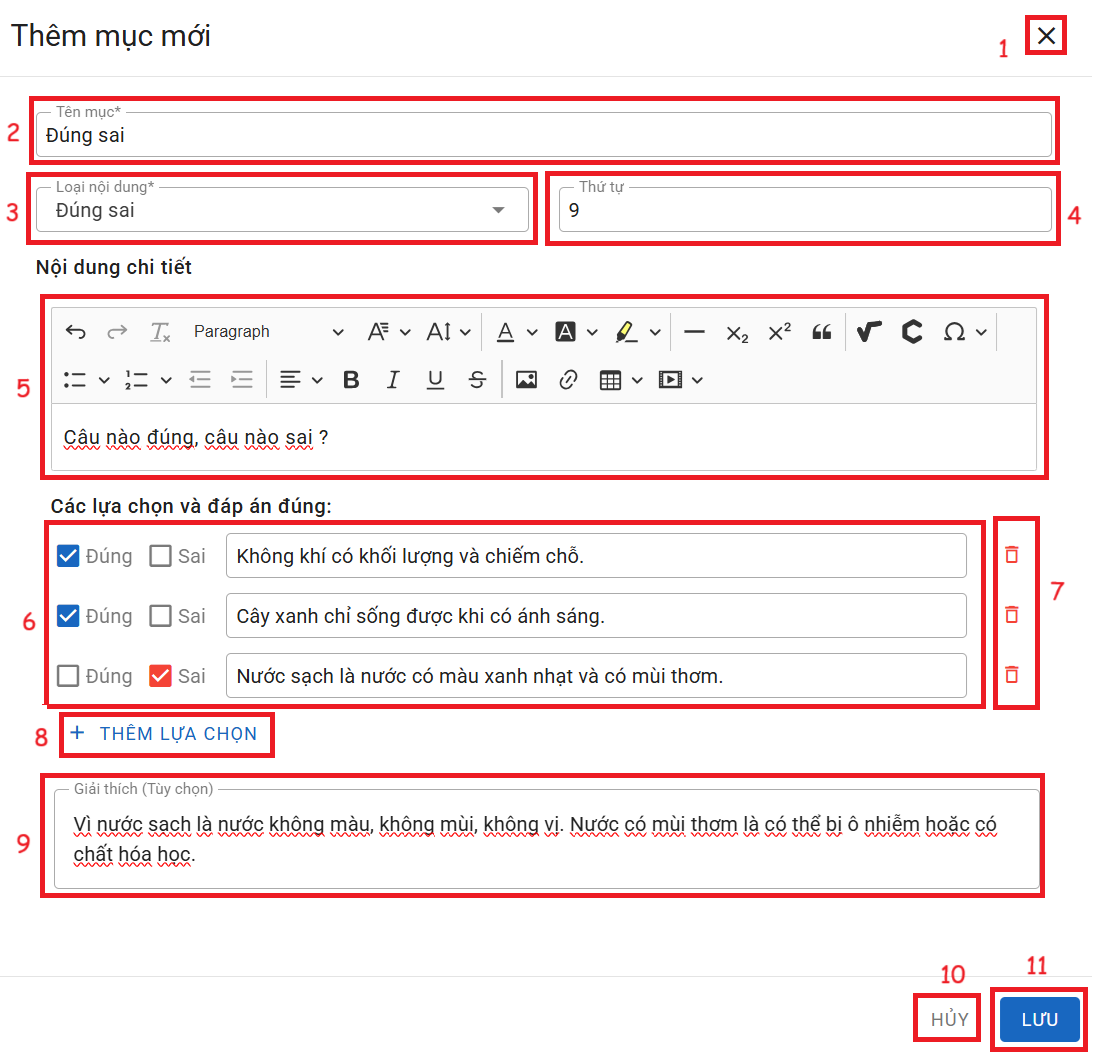 Thêm mục mới
1
Tên mục*
2
Đúng sai
Loại nội dung*
Thứ tự
3
Đúng sai
9
4
Nội dung chi tiết
Paragraph
5
Câu nào đúng, câu nào sai ?
Các lựa chọn và đáp án đúng:
Đúng Sai Không khí có khối lượng và chiếm chỗ.
7
6
Đúng Sai Cây xanh chỉ sống được khi có ánh sáng.
Đúng Sai Nước sạch là nước có màu xanh nhạt và có mùi thơm.
8
+ THÊM LỰA CHỌN
Giải thích (Tùy chọn)
9
Vì nước sạch là nước không màu, không mùi, không vị. Nước có mùi thơm là có thể bị ô nhiễm hoặc có
chất hóa học.
10
11
HỦY
LƯU